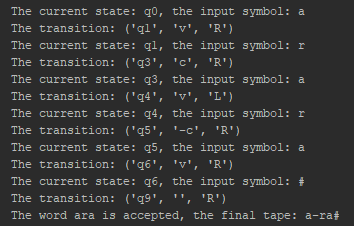 The current state: q0, the input symbol: a
The transition: ('q1', 'v', 'R')
The current state: q1, the input symbol: r
The transition: ('q3', 'c', 'R')
The current state: q3, the input symbol: a
The transition: ('q4', 'v', 'L')
The current state: q4, the input symbol: r
The transition: ('q5', '-c', 'R')
The current state: q5, the input symbol: a
The transition: ('q6', 'v', 'R')
The current state: q6, the input symbol: #
The transition: ('q9', '', 'R')
The word ara is accepted, the final tape: a-ra#